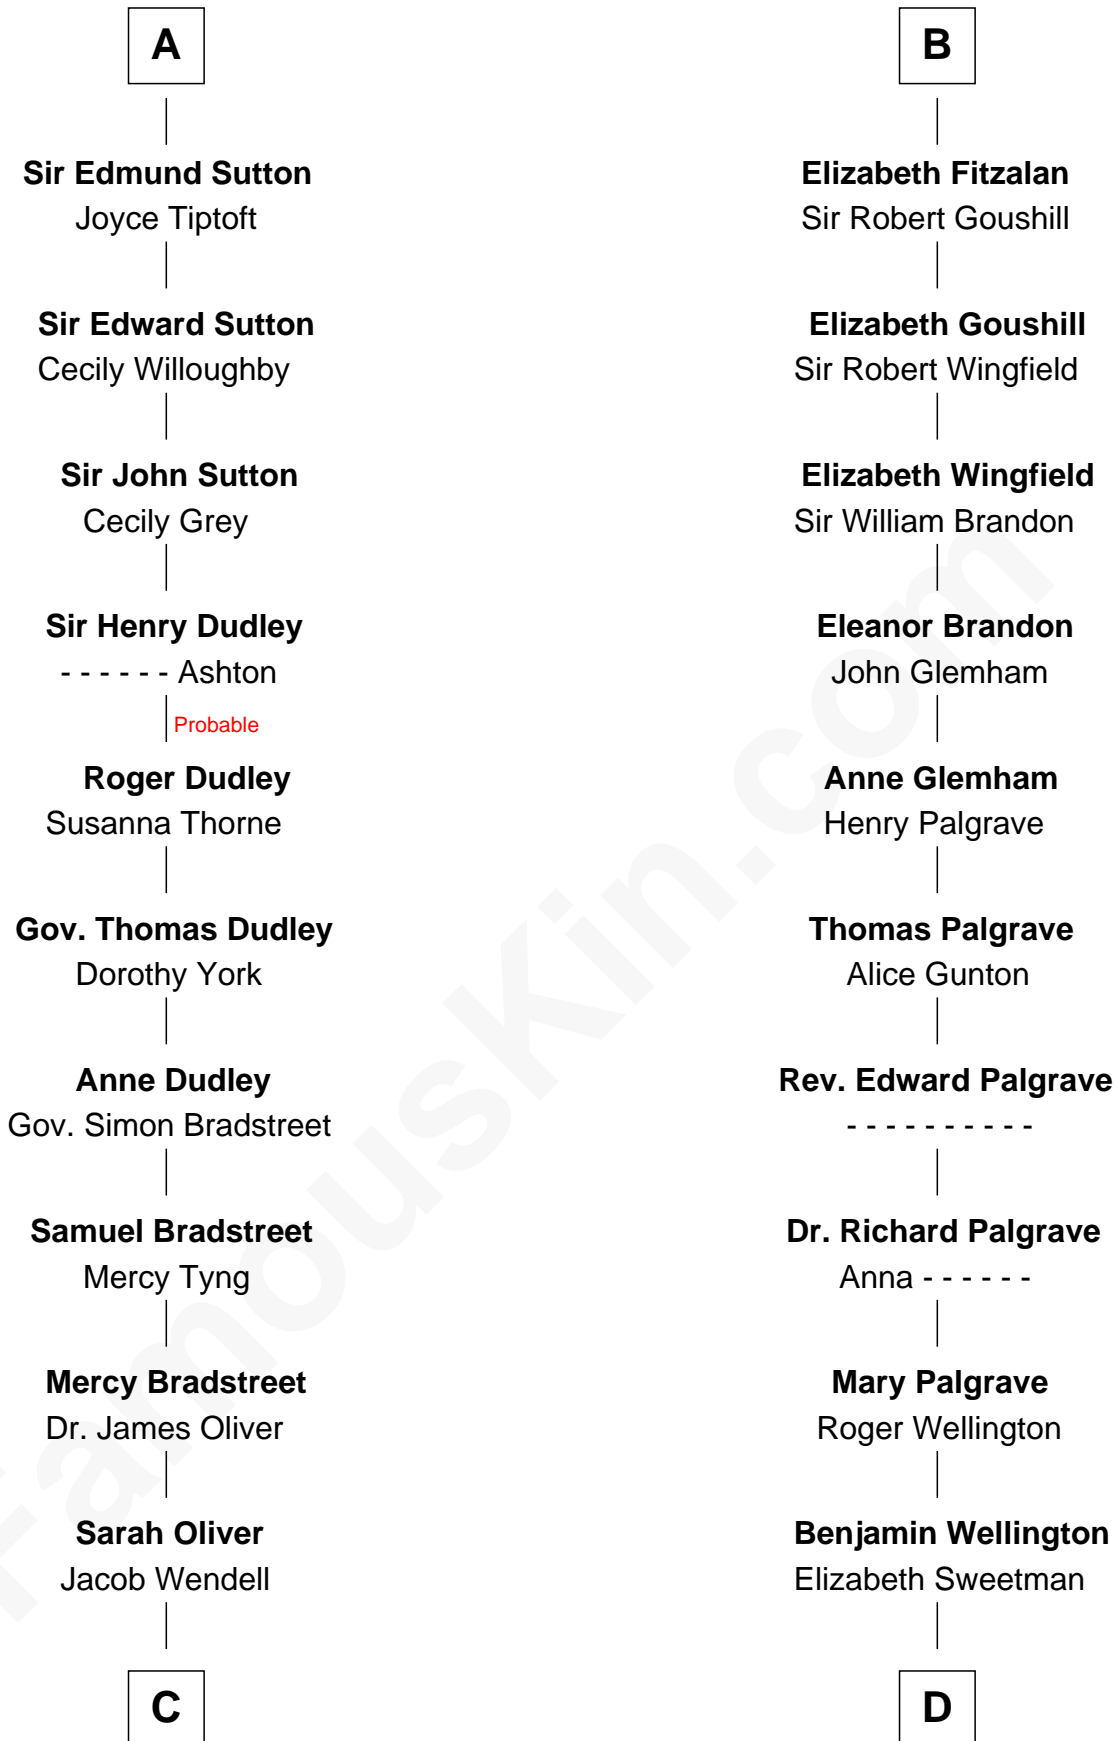 A
Sir Edmund Sutton
Joyce Tiptoft
Sir Edward Sutton
Cecily Willoughby
Sir John Sutton
Cecily Grey
Sir Henry Dudley
- - - - - - Ashton
Probable
Roger Dudley
Susanna Thorne
Gov. Thomas Dudley
Dorothy York
Anne Dudley
Gov. Simon Bradstreet
Samuel Bradstreet
Mercy Tyng
Mercy Bradstreet
Dr. James Oliver
Sarah Oliver
Jacob Wendell
C
B
Elizabeth Fitzalan
Sir Robert Goushill
Elizabeth Goushill
Sir Robert Wingfield
Elizabeth Wingfield
Sir William Brandon
Eleanor Brandon
John Glemham
Anne Glemham
Henry Palgrave
Thomas Palgrave
Alice Gunton
Rev. Edward Palgrave
- - - - - - - - - -
Dr. Richard Palgrave
Anna - - - - - -
Mary Palgrave
Roger Wellington
Benjamin Wellington
Elizabeth Sweetman
D
FamousKin.com